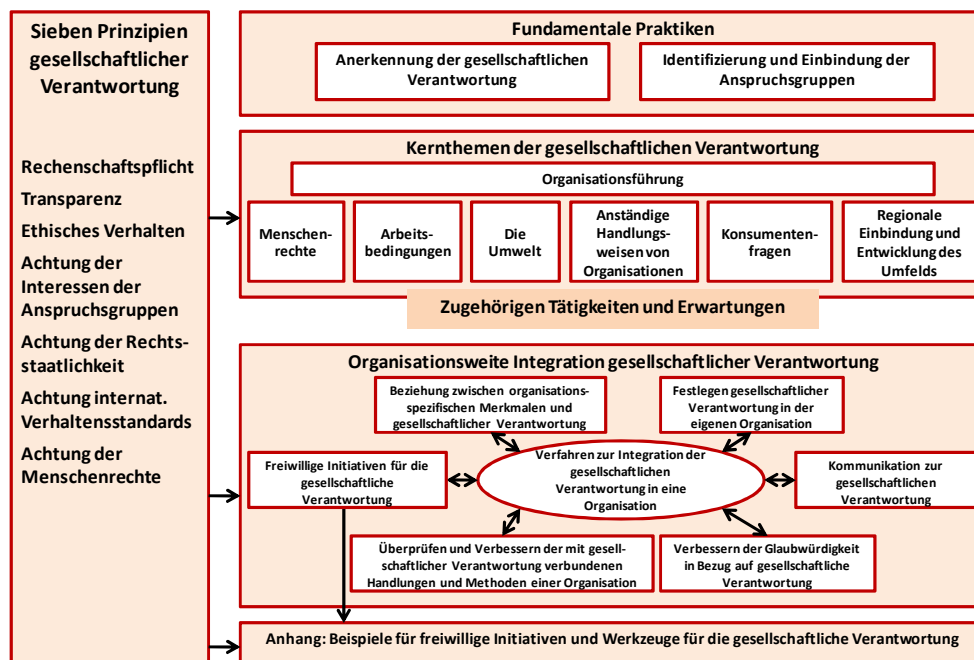 Sieben Prinzipien
gesellschaftlicher
Verantwortung
Rechenschaftspflicht
Transparenz
Ethisches Verhalten
Achtung der
Interessen der
Anspruchsgruppen
Achtung der Rechts-
staatlichkeit
Achtung internat.
Verhaltensstandards
Achtung der
Menschenrechte
Fundamentale Praktiken
Anerkennung der gesellschaftlichen
Verantwortung
Identifizierung und Einbindung der
Anspruchsgruppen
Kernthemen der gesellschaftlichen Verantwortung
Organisationsführung
Menschen-
rechte
Arbeits-
bedingungen
Die
Umwelt
Anständige
Handlungs-
weisen von
Organisationen
Konsumenten-
fragen
Regionale
Einbindung und
Entwicklung des
Umfelds
Zugehörigen Tätigkeiten und Erwartungen
Organisationsweite Integration gesellschaftlicher Verantwortung
Beziehung zwischen organisations-
spezifischen Merkmalen und
gesellschaftlicher Verantwortung
Festlegen gesellschaftlicher
Verantwortung in der
eigenen Organisation
Freiwillige Initiativen für die
gesellschaftliche
Verantwortung
Verfahren zur Integration der
gesellschaftlichen
Verantwortung in eine
Organisation
Kommunikation zur
gesellschaftlichen
Verantwortung
Überprüfen und Verbessern der mit gesell-
schaftlicher Verantwortung verbundenen
Handlungen und Methoden einer Organisation
Verbessern der Glaubwürdigkeit
in Bezug auf gesellschaftliche
Verantwortung
Anhang: Beispiele für freiwillige Initiativen und Werkzeuge für die gesellschaftliche Verantwortung